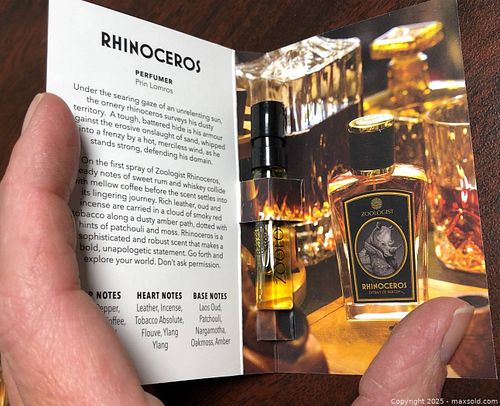 RHINOCEROS
PERFUMER
Prin Lomros
Under the searing gaze of an unrelenting sun,
the ornery rhinoceros surveys his dusty
territory. A tough, battered hide is his armour
against the erosive onslaught of sand, whipped
into a frenzy by a hot, merciless wind, as he
stands strong, defending his domain.
On the first spray of Zoologist Rhinoceros,
eady notes of sweet rum and whiskey collide
mellow coffee before the scent settles into
its lingering journey. Rich leather, oud and
incense are carried in a cloud of smoky red
tobacco along a dusty amber path, dotted with
hints of patchouli and moss. Rhinoceros is a
sophisticated and robust scent that makes a
bold, unapologetic statement. Go forth and
explore your world. Don't ask permission.
NOTES
epper,
offee,
HEART NOTES
Leather, Incense,
Tobacco Absolute,
Flouve, Ylang
Ylang
BASE NOTES
Laos Oud,
Patchouli,
Nargamotha,
Oakmoss, Amber
ZOOLOGIST
RHINOCEROS
EXTRAIT DE PARFUM
Copyright © 2025 - maxsold.com